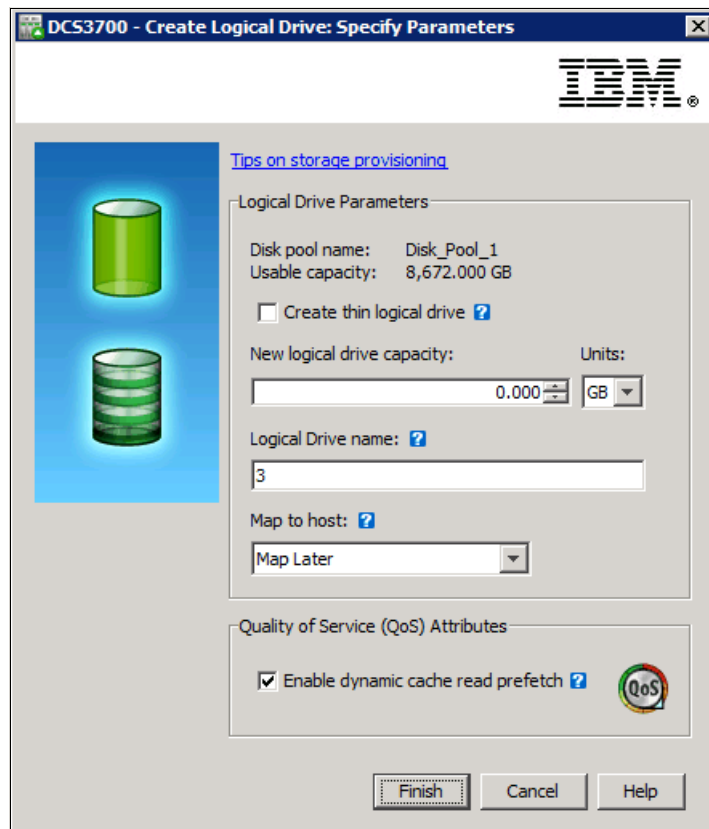 DCS3700 - Create Logical Drive: Specify Parameters
IBM®
Tips on storage provisioning
Logical Drive Parameters
Disk pool name: Disk_Pool_1
Usable capacity: 8,672.000 GB
Create thin logical drive ?
New logical drive capacity: Units:
0.000 GB
Logical Drive name: ?
3
Map to host: ?
Map Later
Quality of Service (QoS) Attributes
Enable dynamic cache read prefetch ? QoS
Finish Cancel Help